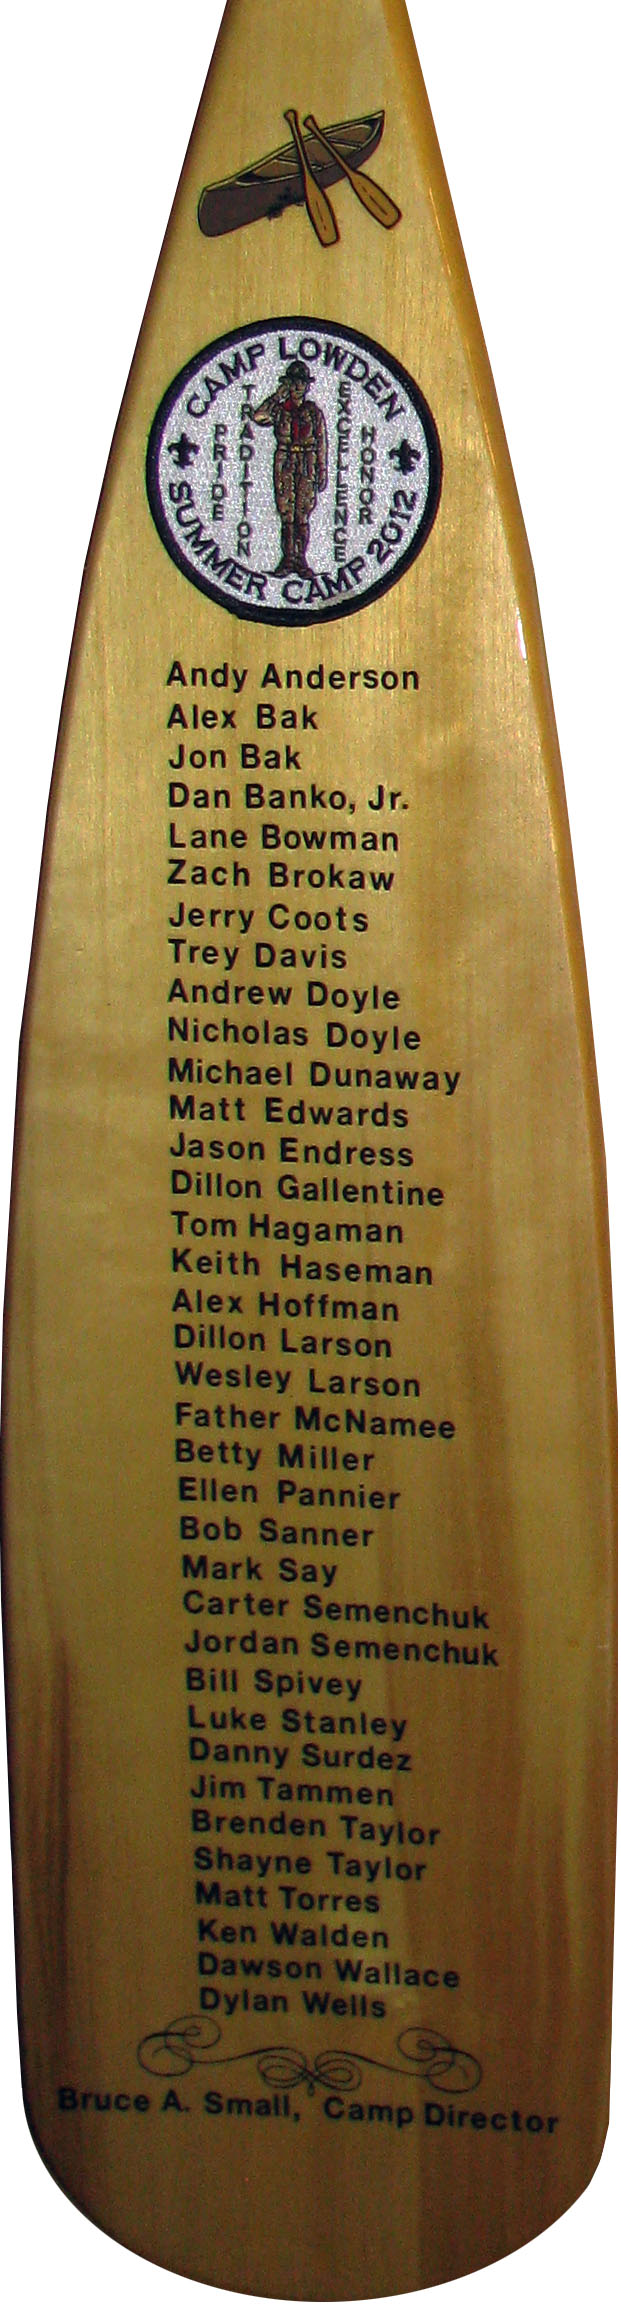 CAMP LOWDEN
PRIDE
TRADITION
EXCELLENCE
HONOR
SUMMER CAMP 2012
Andy Anderson
Alex Bak
Jon Bak
Dan Banko, Jr.
Lane Bowman
Zach Brokaw
Jerry Coots
Trey Davis
Andrew Doyle
Nicholas Doyle
Michael Dunaway
Matt Edwards
Jason Endress
Dillon Gallentine
Tom Hagaman
Keith Haseman
Alex Hoffman
Dillon Larson
Wesley Larson
Father McNamee
Betty Miller
Ellen Pannier
Bob Sanner
Mark Say
Carter Semenchuk
Jordan Semenchuk
Bill Spivey
Luke Stanley
Danny Surdez
Jim Tammen
Brenden Taylor
Shayne Taylor
Matt Torres
Ken Walden
Dawson Wallace
Dylan Wells
Bruce A. Small, Camp Director